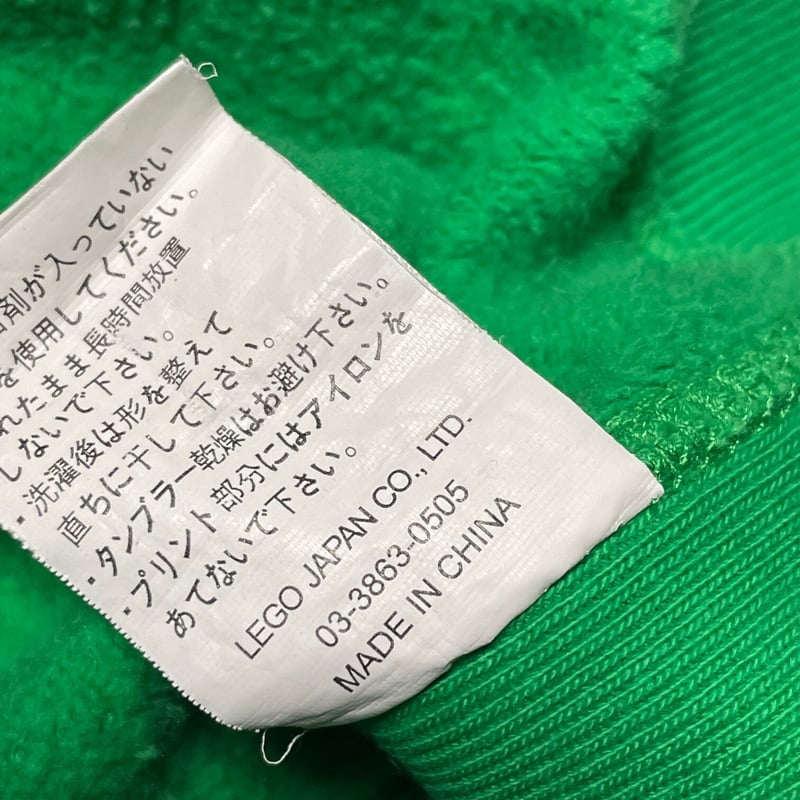 剤が入っていない
を使用してください。
れたまま長時間放置
しないで下さい。
・洗濯後は形を整えて
直ちに干して下さい。
・タンブラー乾燥はお避け下さい。
・プリント部分にはアイロンを
あてないで下さい。
LEGO JAPAN CO., LTD.
03-3863-0505
MADE IN CHINA